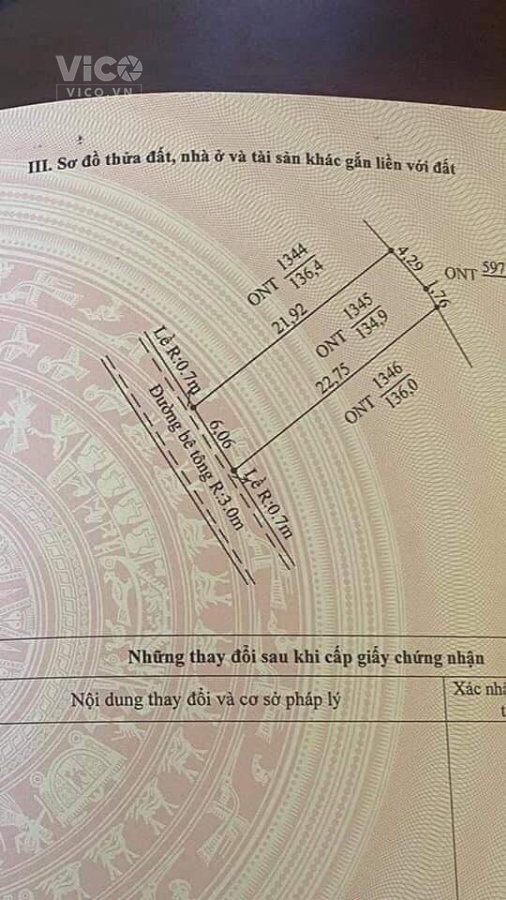 VICO
VICO.VN
III. Sơ đồ thửa đất, nhà ở và tài sản khác gắn liền với đất
ONT 1344
136,4
4,29
1,76
ONT 597
21,92
ONT 1345
134,9
22,75
ONT 1346
136,0
Lề R:0.7m
6,06
Đường bê tông R:3.0m
Lề R:0.7m
Những thay đổi sau khi cấp giấy chứng nhận
Nội dung thay đổi và cơ sở pháp lý
Xác nh
t